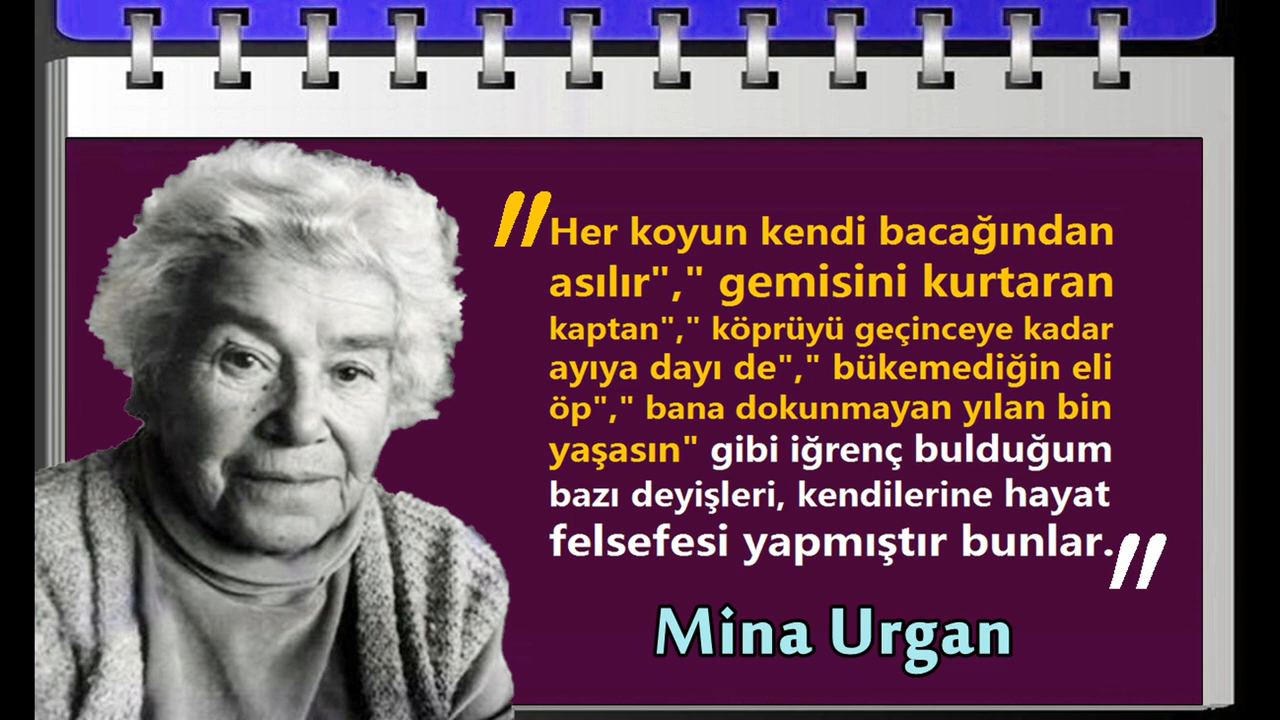 "Her koyun kendi bacağından
asılır"," gemisini kurtaran
kaptan"," köprüyü geçinceye kadar
ayıya dayı de"," bükemediğin eli
öp"," bana dokunmayan yılan bin
yaşasın" gibi iğrenç bulduğum
bazı deyişleri, kendilerine hayat
felsefesi yapmıştır bunlar."
Mina Urgan